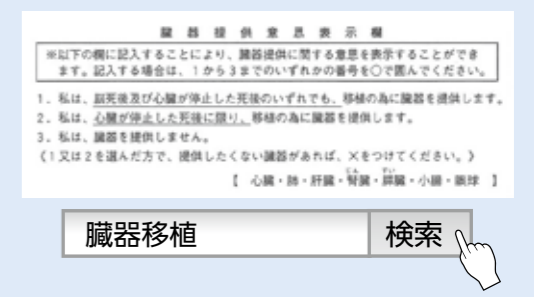 臓器提供意思表示欄
※以下の欄に記入することにより、臓器提供に関する意思を表示することができ
ます。記入する場合は、1から3までのいずれかの番号を○で囲んでください。
1. 私は、脳死後及び心臓が停止した死後のいずれでも、移植の為に臓器を提供します。
2. 私は、心臓が停止した死後に限り、移植の為に臓器を提供します。
3. 私は、臓器を提供しません。
《1又は2を選んだ方で、提供したくない臓器があれば、×をつけてください。》
【 心臓・肺・肝臓・腎臓・膵臓・小腸・眼球 】
臓器移植 検索